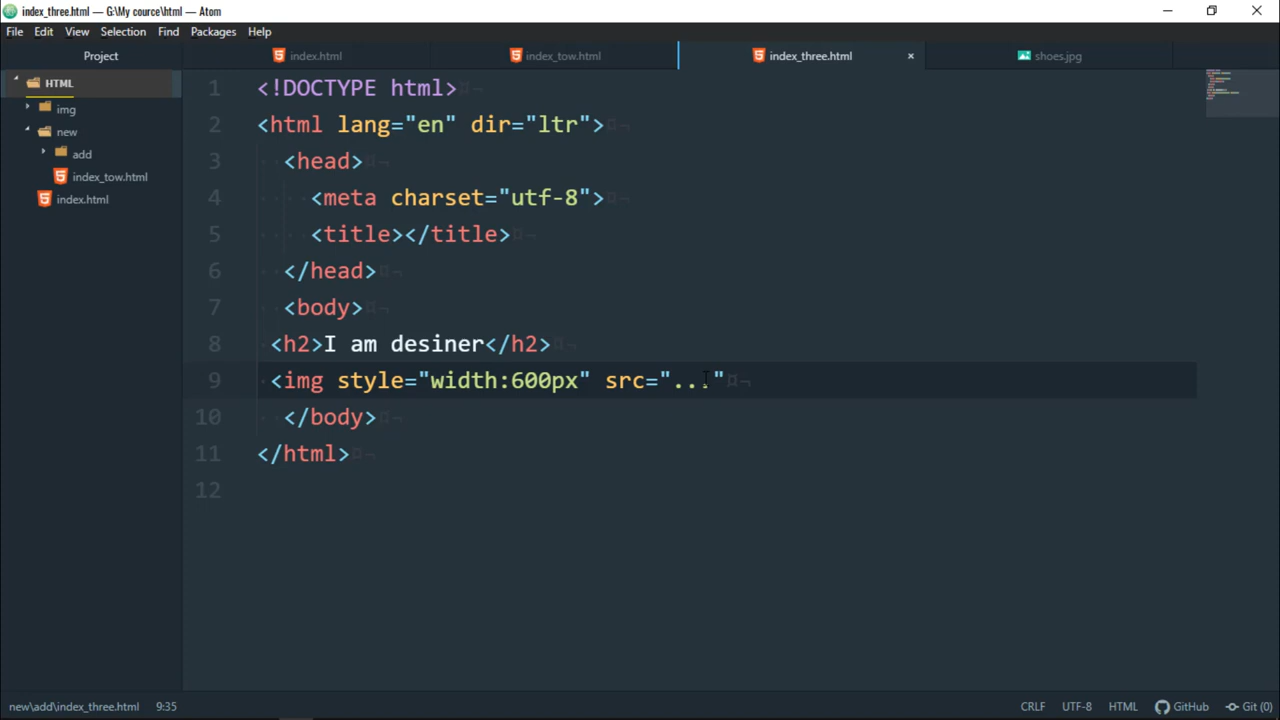 index_three.html — G:\My cource\html — Atom
File Edit View Selection Find Packages Help
Project
index.html
index_tow.html
index_three.html
shoes.jpg
HTML
img
new
add
index_tow.html
index.html
1 <!DOCTYPE html>
2 <html lang="en" dir="ltr">
3 <head>
4 <meta charset="utf-8">
5 <title></title>
6 </head>
7 <body>
8 <h2>I am desiner</h2>
9 <img style="width:600px" src="..."
10 </body>
11 </html>
12
new\add\index_three.html 9:35
CRLF UTF-8 HTML GitHub Git (0)